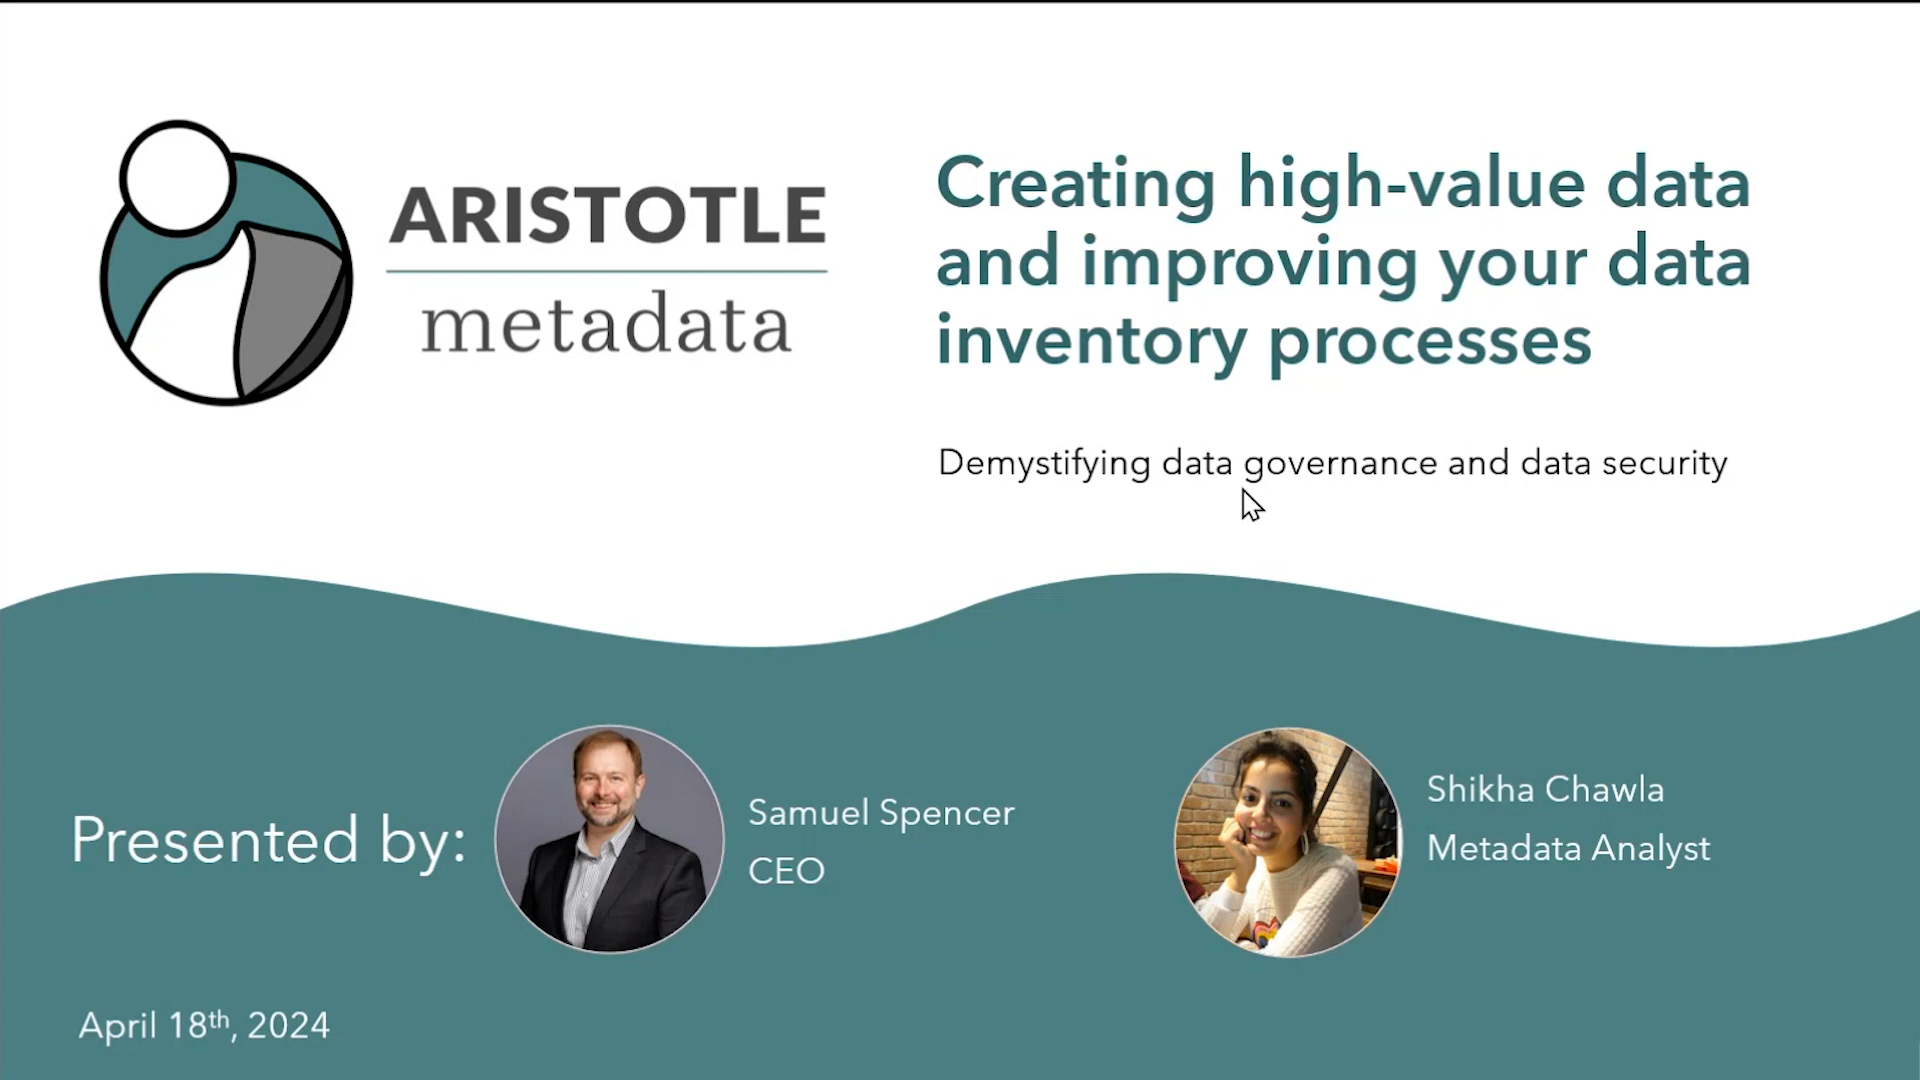 ARISTOTLE
metadata
Creating high-value data
and improving your data
inventory processes
Demystifying data governance and data security
Presented by:
Samuel Spencer
CEO
Shikha Chawla
Metadata Analyst
April 18th, 2024